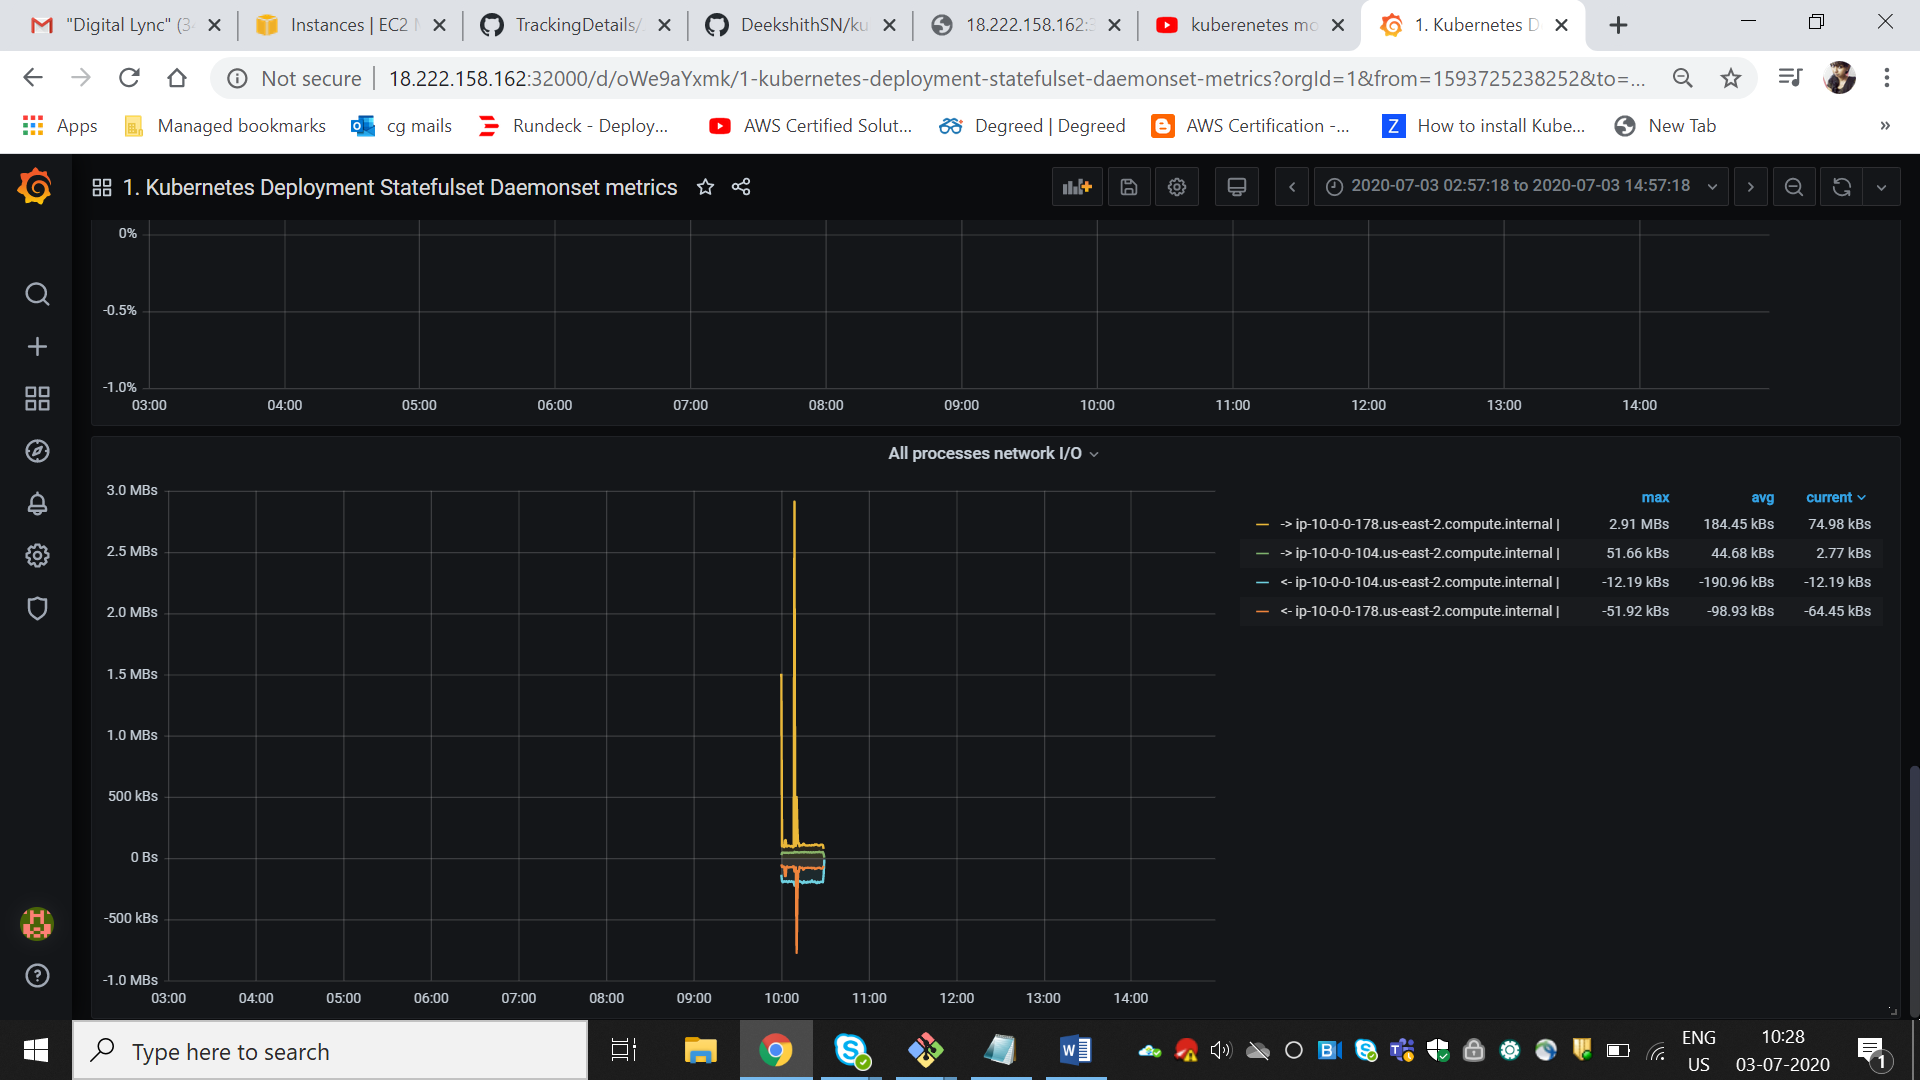 "Digital Lync" (3
Instances | EC2 M
TrackingDetails/
DeekshithSN/ku
18.222.158.162:3
kuberenetes mo
1. Kubernetes D
Not secure
18.222.158.162:32000/d/oWe9aYxmk/1-kubernetes-deployment-statefulset-daemonset-metrics?orgId=1&from=1593725238252&to=...
Apps
Managed bookmarks
cg mails
Rundeck - Deploy...
AWS Certified Solut...
Degreed | Degreed
AWS Certification -...
How to install Kube...
New Tab
»
1. Kubernetes Deployment Statefulset Daemonset metrics
2020-07-03 02:57:18 to 2020-07-03 14:57:18
0%
-0.5%
-1.0%
03:00 04:00 05:00 06:00 07:00 08:00 09:00 10:00 11:00 12:00 13:00 14:00
All processes network I/O
3.0 MBs
2.5 MBs
2.0 MBs
1.5 MBs
1.0 MBs
500 kBs
0 Bs
-500 kBs
-1.0 MBs
03:00 04:00 05:00 06:00 07:00 08:00 09:00 10:00 11:00 12:00 13:00 14:00
max avg current
-> ip-10-0-0-178.us-east-2.compute.internal | 2.91 MBs 184.45 kBs 74.98 kBs
-> ip-10-0-0-104.us-east-2.compute.internal | 51.66 kBs 44.68 kBs 2.77 kBs
<- ip-10-0-0-104.us-east-2.compute.internal | -12.19 kBs -190.96 kBs -12.19 kBs
<- ip-10-0-0-178.us-east-2.compute.internal | -51.92 kBs -98.93 kBs -64.45 kBs
Type here to search
ENG
US
10:28
03-07-2020
1